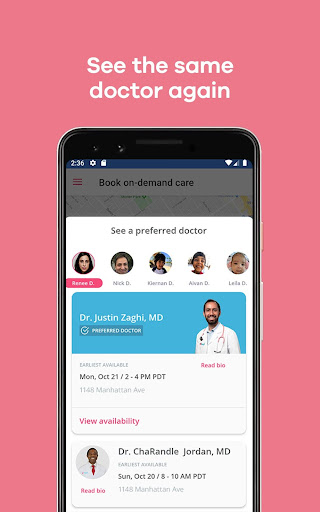 See the same
doctor again
2:36
Book on-demand care
See a preferred doctor
Renee D.
Nick D.
Kiernan D.
Aivan D.
Leila D.
Dr. Justin Zaghi, MD
PREFERRED DOCTOR
EARLIEST AVAILABLE
Read bio
Mon, Oct 21 / 2 - 4 PM PDT
1148 Manhattan Ave
View availability
Dr. ChaRandle Jordan, MD
EARLIEST AVAILABLE
Sun, Oct 20 / 8 - 10 AM PDT
Read bio
1148 Manhattan Ave